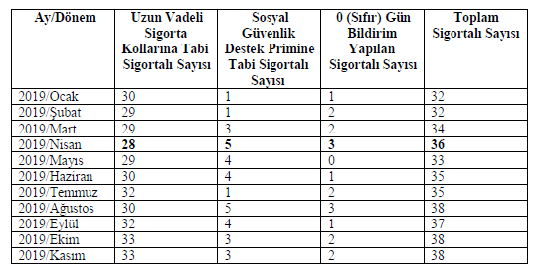 Ay/Dönem Uzun Vadeli Sigorta Kollarına Tabi Sigortalı Sayısı Sosyal Güvenlik Destek Primine Tabi Sigortalı Sayısı 0 (Sıfır) Gün Bildirim Yapılan Sigortalı Sayısı Toplam Sigortalı Sayısı
2019/Ocak 30 1 1 32
2019/Şubat 29 1 2 32
2019/Mart 29 3 2 34
2019/Nisan 28 5 3 36
2019/Mayıs 29 4 0 33
2019/Haziran 30 4 1 35
2019/Temmuz 32 1 2 35
2019/Ağustos 30 5 3 38
2019/Eylül 32 4 1 37
2019/Ekim 33 3 2 38
2019/Kasım 33 3 2 38